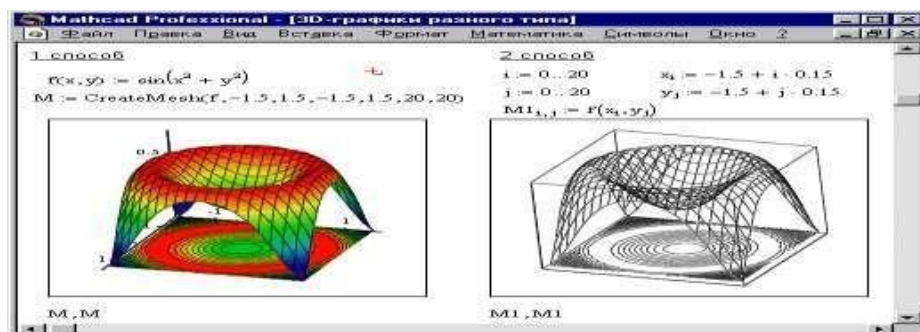 Mathcad Professional - [3D-графики разного типа]
Файл Правка Вид Вставка Формат Математика Символы Окно ?
1 способ
f(x,y) := sin(x² + y²)
M := CreateMesh(f,-1.5,1.5,-1.5,1.5,20,20)
0.5
-1
1
1
M,M
2 способ
i := 0..20 xᵢ := -1.5 + i·0.15
j := 0..20 yⱼ := -1.5 + j·0.15
M1ᵢ,ⱼ := f(xᵢ,yⱼ)
M1,M1